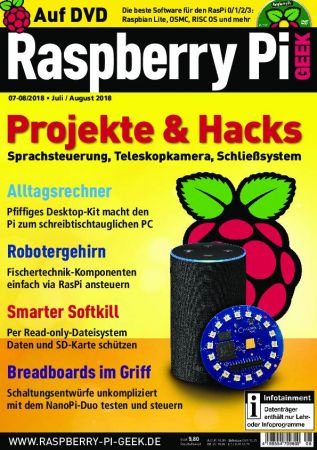 Auf DVD
Die beste Software für den RasPi 0/1/2/3:
Raspbian Lite, OSMC, RISC OS und mehr
Raspberry Pi
GEEK
07-08/2018 • Juli / August 2018
Projekte & Hacks
Sprachsteuerung, Teleskopkamera, Schließsystem
Alltagsrechner
Pfiffiges Desktop-Kit macht den
Pi zum schreibtischtauglichen PC
Robotergehirn
Fischertechnik-Komponenten
einfach via RasPi ansteuern
Smarter Softkill
Per Read-only-Dateisystem
Daten und SD-Karte schützen
Breadboards im Griff
Schaltungsentwürfe unkompliziert
mit dem NanoPi-Duo testen und steuern
Infotainment
Datenträger
enthält nur Lehr-
oder Infoprogramme
WWW.RASPBERRY-PI-GEEK.DE
EUR 9,80